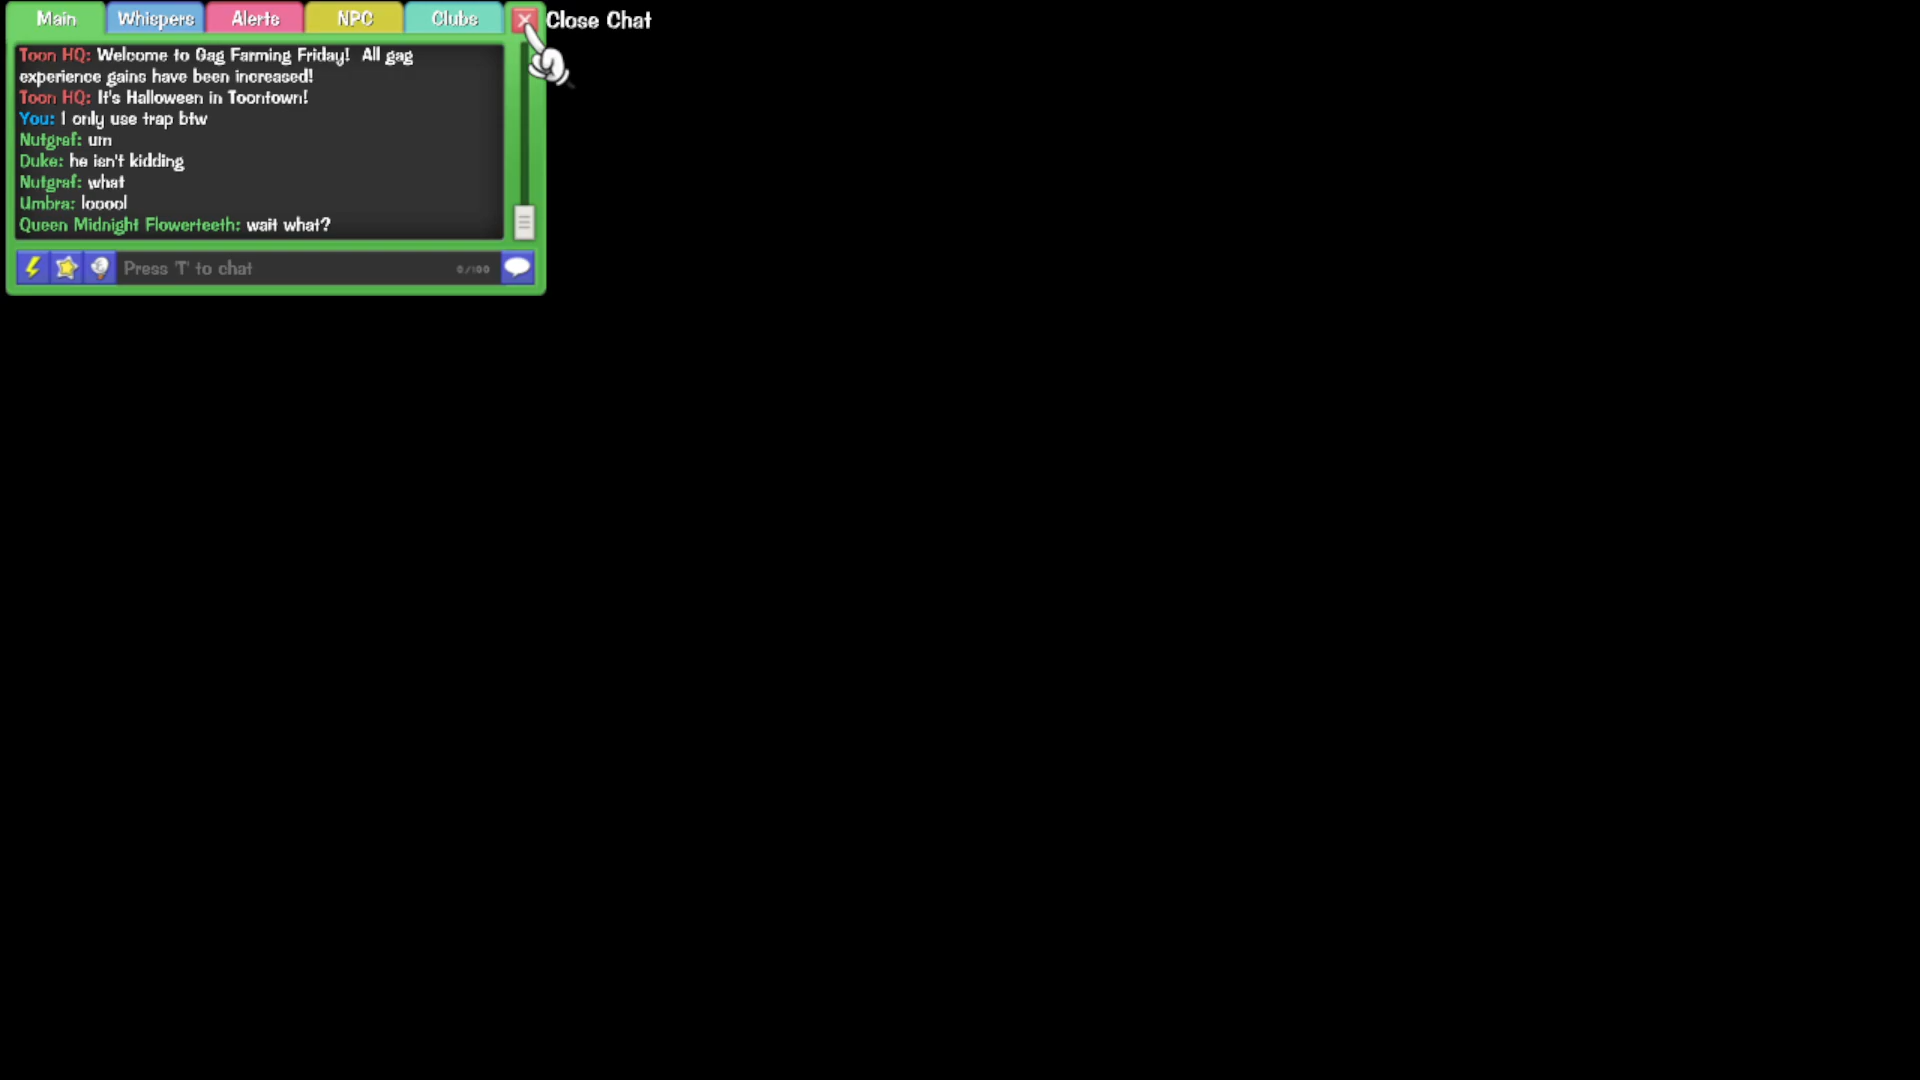 Main Whispers Alerts NPC Clubs Close Chat
Toon HQ: Welcome to Gag Farming Friday! All gag
experience gains have been increased!
Toon HQ: It's Halloween in Toontown!
You: I only use trap btw
Nutgraf: um
Duke: he isn't kidding
Nutgraf: what
Umbra: looool
Queen Midnight Flowerteeth: wait what?
Press 'T' to chat 0/100